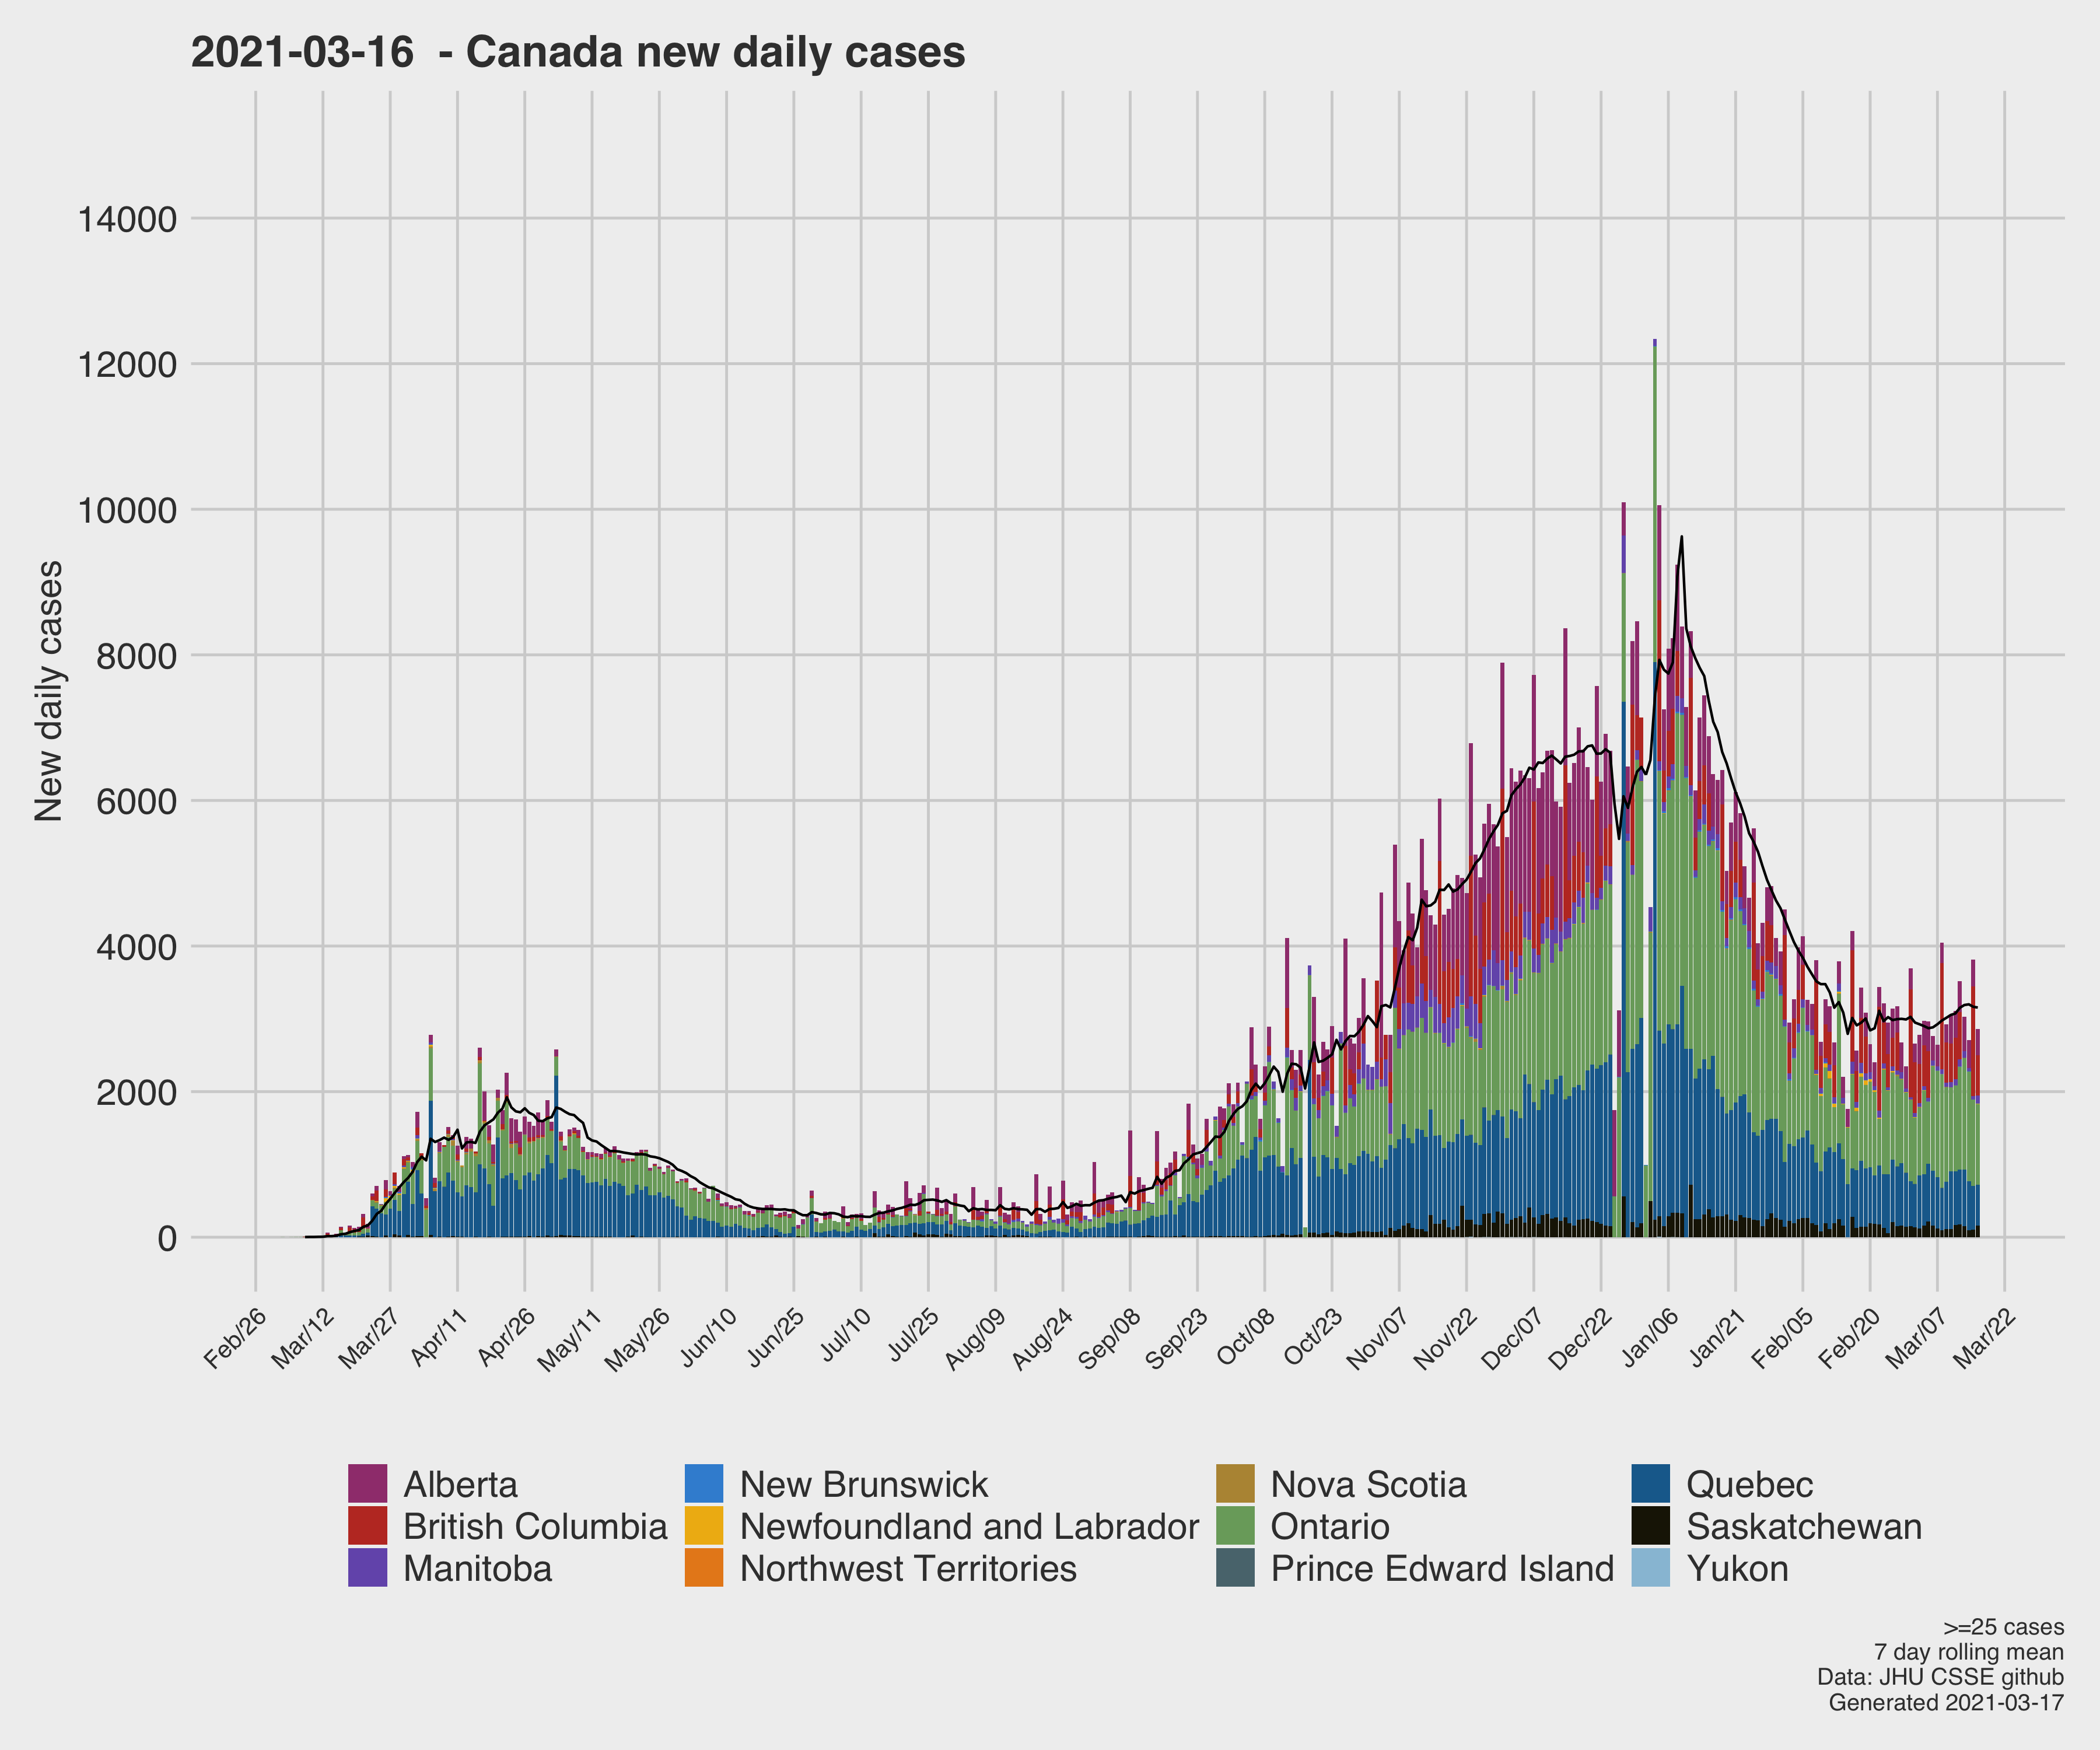 2021-03-16 - Canada new daily cases
New daily cases
14000
12000
10000
8000
6000
4000
2000
0
Feb/26
Mar/12
Mar/27
Apr/11
Apr/26
May/11
May/26
Jun/10
Jun/25
Jul/10
Jul/25
Aug/09
Aug/24
Sep/08
Sep/23
Oct/08
Oct/23
Nov/07
Nov/22
Dec/07
Dec/22
Jan/06
Jan/21
Feb/05
Feb/20
Mar/07
Mar/22
Alberta
British Columbia
Manitoba
New Brunswick
Newfoundland and Labrador
Northwest Territories
Nova Scotia
Ontario
Prince Edward Island
Quebec
Saskatchewan
Yukon
>=25 cases
7 day rolling mean
Data: JHU CSSE github
Generated 2021-03-17